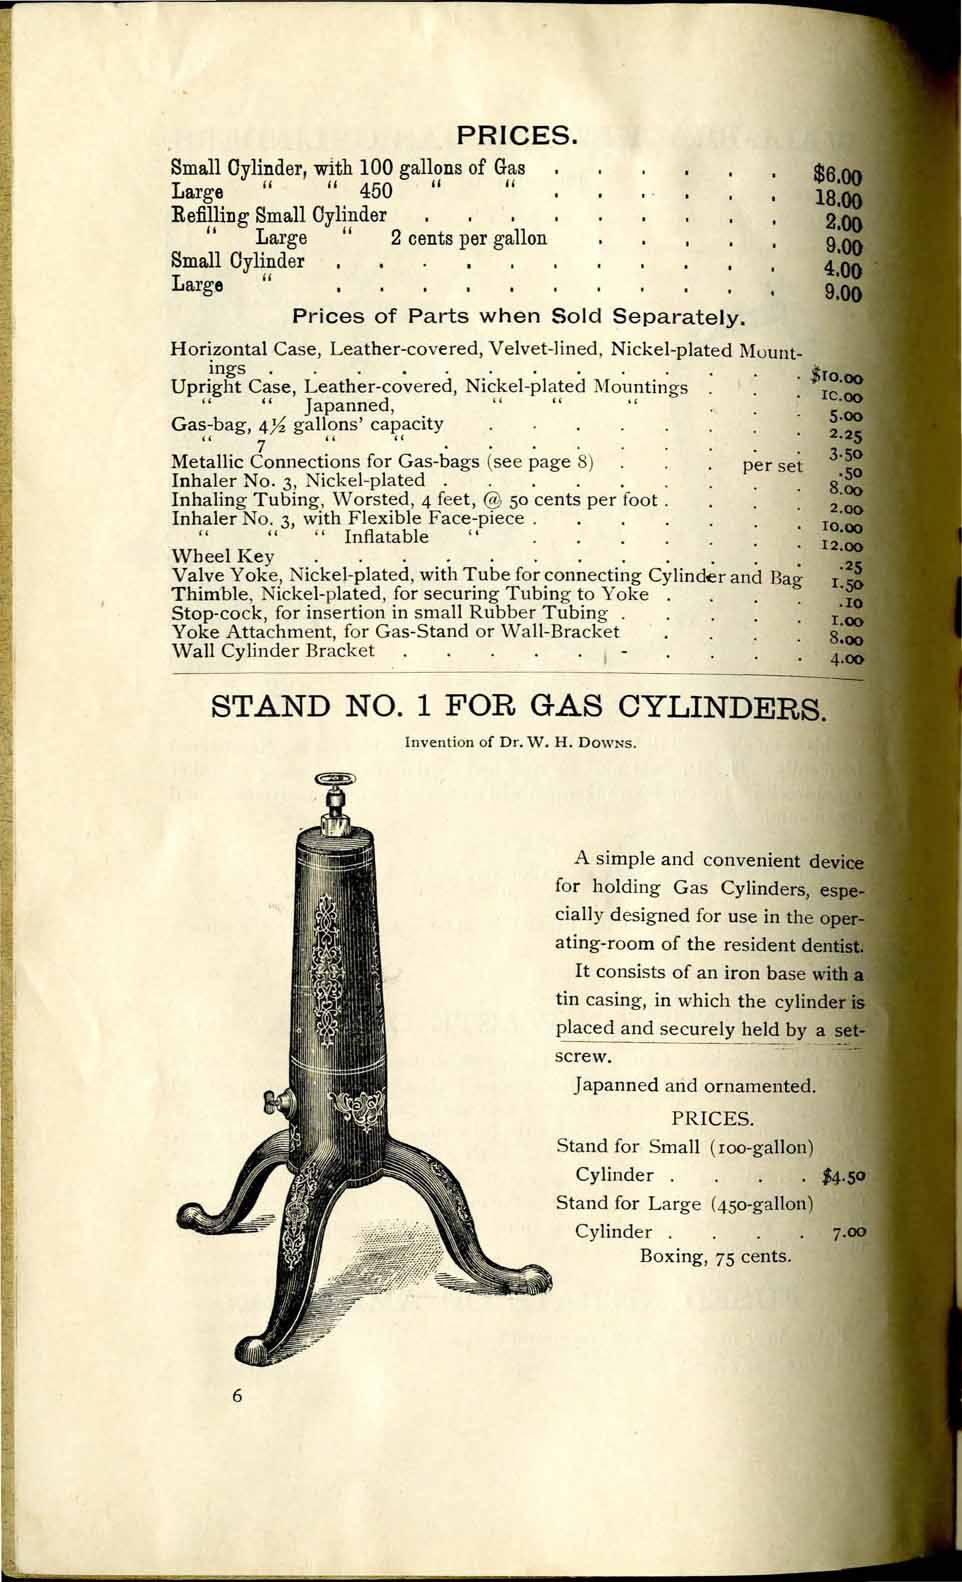 PRICES.
Small Cylinder, with 100 gallons of Gas . . . . . . $6.00
Large " " 450 " " . . . . . . 18.00
Refilling Small Cylinder . . . . . . . . . 2.00
" Large " 2 cents per gallon . . . . . 9.00
Small Cylinder . . . . . . . . . . . 4.00
Large " . . . . . . . . . . . 9.00
Prices of Parts when Sold Separately.
Horizontal Case, Leather-covered, Velvet-lined, Nickel-plated Mount-
ings . . . . . . . . . . . . . $10.00
Upright Case, Leather-covered, Nickel-plated Mountings . . . 10.00
" " Japanned, " " " . . . 5.00
Gas-bag, 4½ gallons' capacity . . . . . . . . 2.25
" 7 " " . . . . . . . . . 3.50
Metallic Connections for Gas-bags (see page 8) . . . per set .50
Inhaler No. 3, Nickel-plated . . . . . . . . . 8.00
Inhaling Tubing, Worsted, 4 feet, @ 50 cents per foot . . . . 2.00
Inhaler No. 3, with Flexible Face-piece . . . . . . . 10.00
" " " Inflatable " . . . . . . . 12.00
Wheel Key . . . . . . . . . . . . .25
Valve Yoke, Nickel-plated, with Tube for connecting Cylinder and Bag 1.50
Thimble, Nickel-plated, for securing Tubing to Yoke . . . . .10
Stop-cock, for insertion in small Rubber Tubing . . . . . 1.00
Yoke Attachment, for Gas-Stand or Wall-Bracket . . . . 8.00
Wall Cylinder Bracket . . . . . . . . . 4.00
STAND NO. 1 FOR GAS CYLINDERS.
Invention of Dr. W. H. DOWNS.
A simple and convenient device
for holding Gas Cylinders, espe-
cially designed for use in the oper-
ating-room of the resident dentist.
It consists of an iron base with a
tin casing, in which the cylinder is
placed and securely held by a set-
screw.
Japanned and ornamented.
PRICES.
Stand for Small (100-gallon)
Cylinder . . . . $4.50
Stand for Large (450-gallon)
Cylinder . . . . 7.00
Boxing, 75 cents.
6